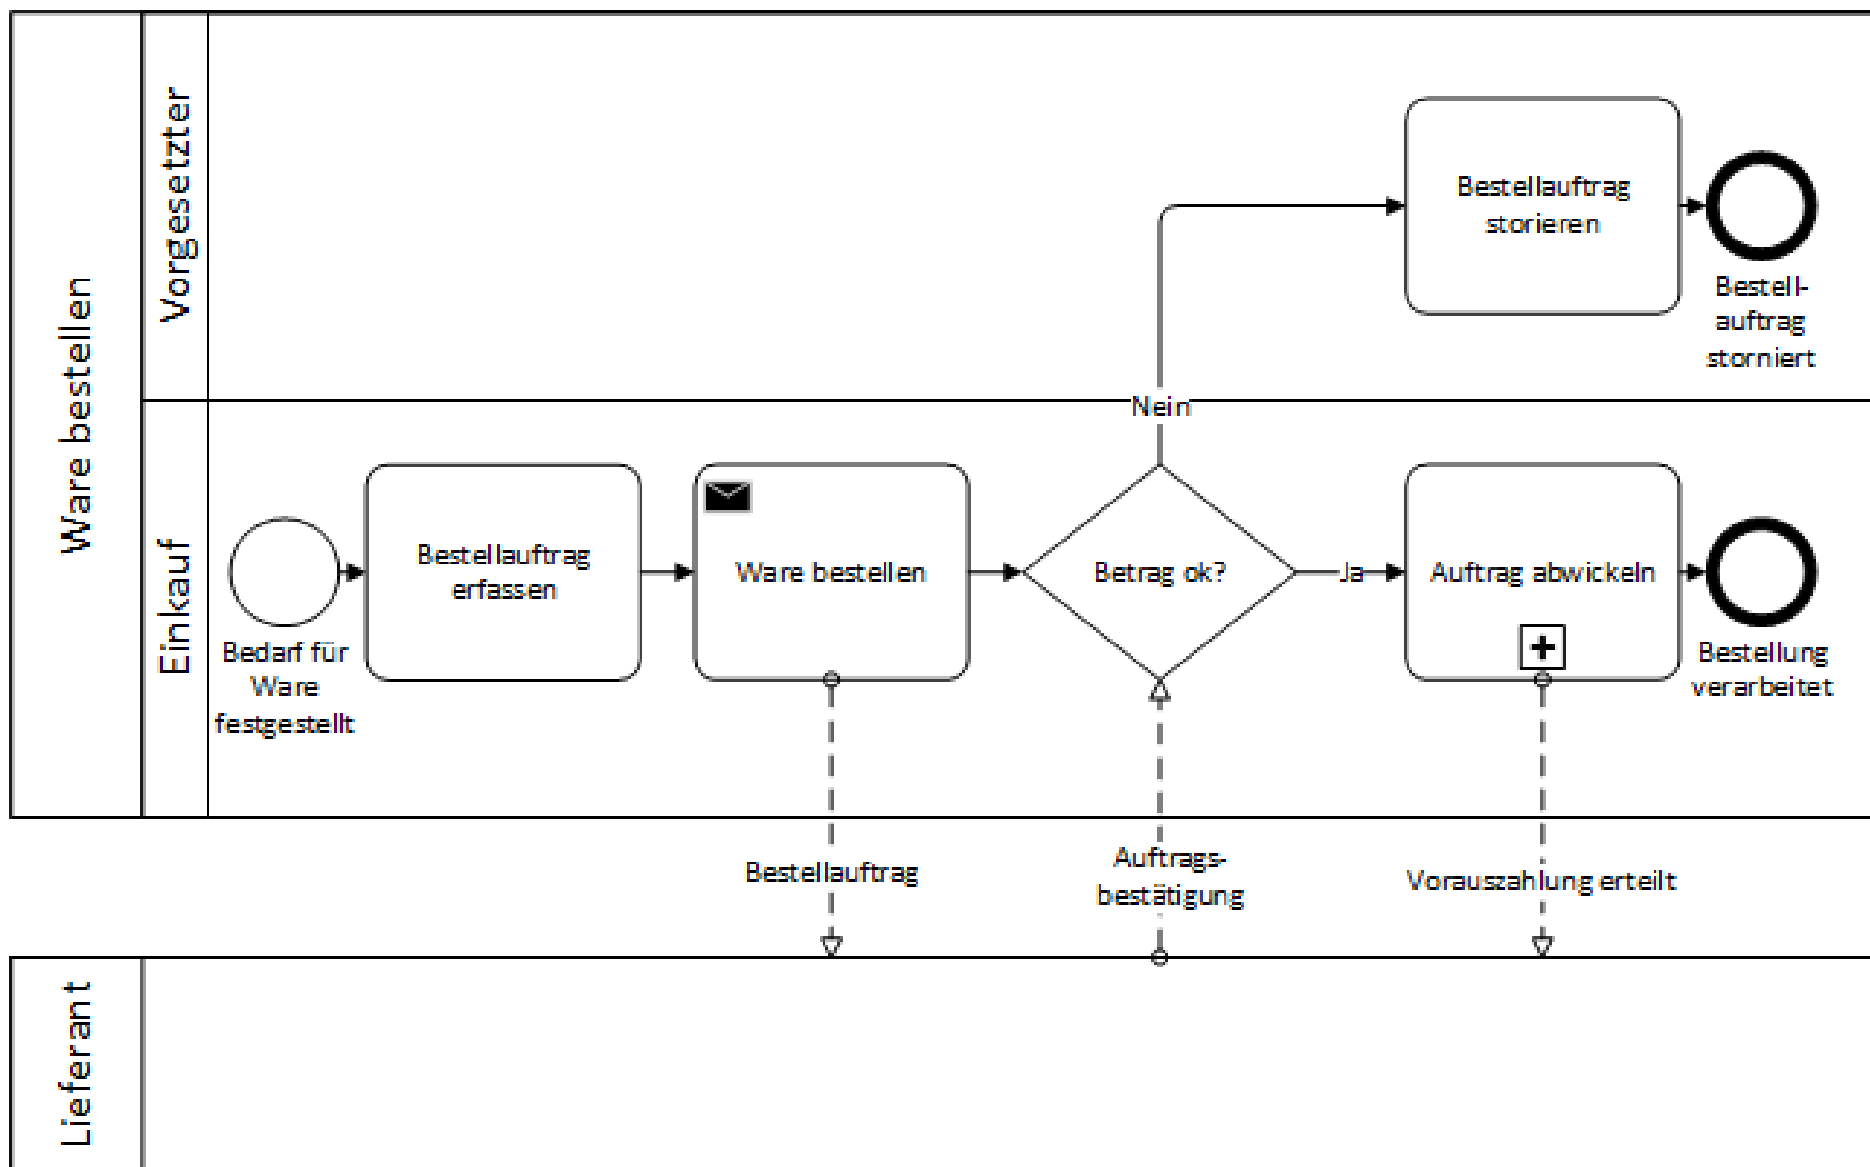 Ware bestellen
Vorgesetzter
Bestellauftrag
storieren
Bestell-
auftrag
storniert
Nein
Einkauf
Bedarf für
Ware
festgestellt
Bestellauftrag
erfassen
Ware bestellen
Betrag ok?
Ja
Auftrag abwickeln
Bestellung
verarbeitet
Bestellauftrag
Auftrags-
bestätigung
Vorauszahlung erteilt
Lieferant